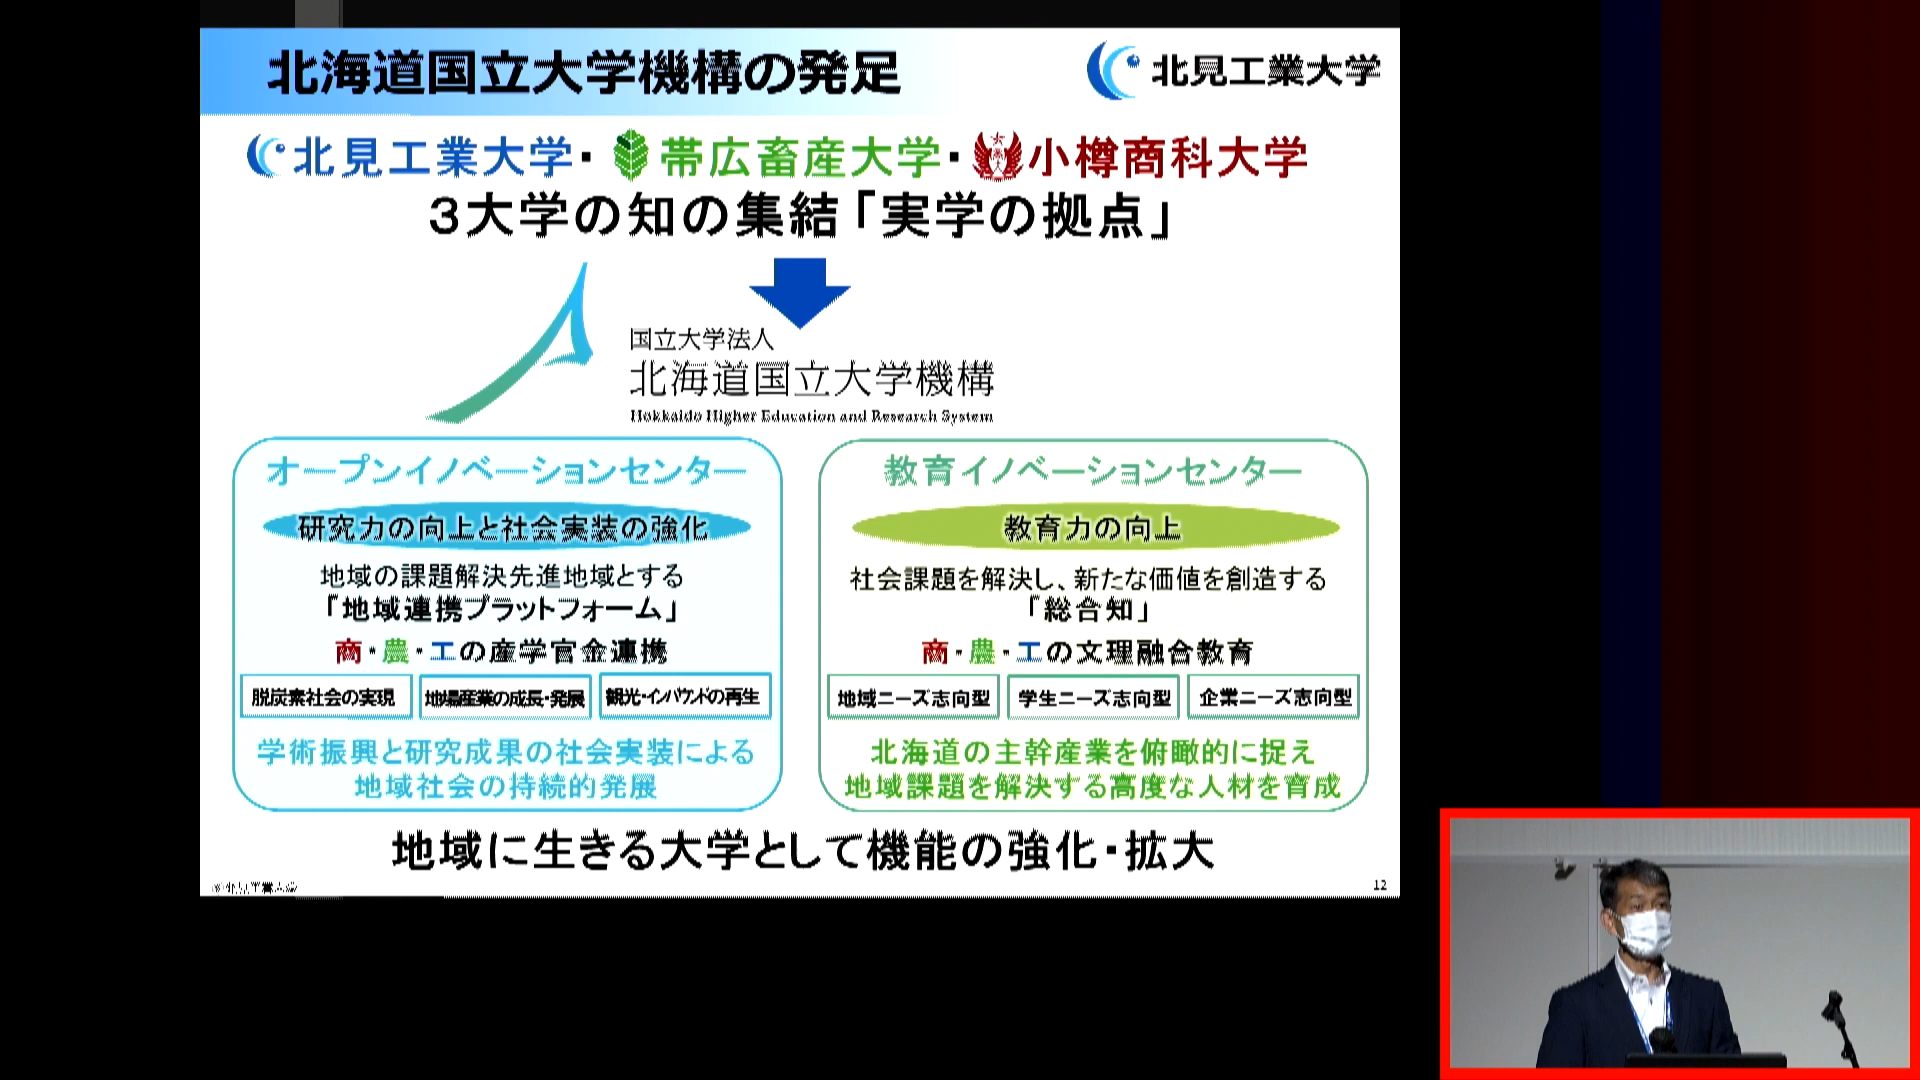 北海道国立大学機構の発足
北見工業大学
北見工業大学・帯広畜産大学・小樽商科大学
3大学の知の集結「実学の拠点」
国立大学法人
北海道国立大学機構
Hokkaido Higher Education and Research System
オープンイノベーションセンター
研究力の向上と社会実装の強化
地域の課題解決先進地域とする
「地域連携プラットフォーム」
商・農・工の産学官金連携
脱炭素社会の実現
地場産業の成長・発展
観光・インバウンドの再生
学術振興と研究成果の社会実装による
地域社会の持続的発展
教育イノベーションセンター
教育力の向上
社会課題を解決し、新たな価値を創造する
「総合知」
商・農・工の文理融合教育
地域ニーズ志向型
学生ニーズ志向型
企業ニーズ志向型
北海道の主幹産業を俯瞰的に捉え
地域課題を解決する高度な人材を育成
地域に生きる大学として機能の強化・拡大
12